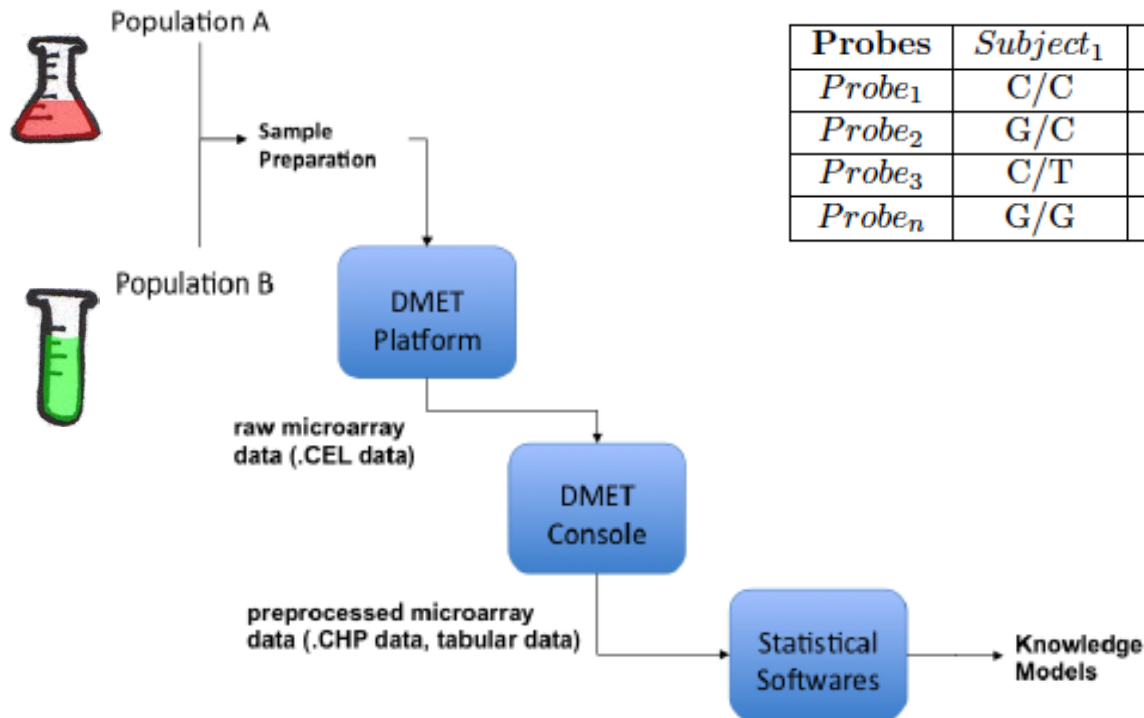 Population A
Sample
Preparation
Population B
DMET
Platform
raw microarray
data (.CEL data)
DMET
Console
preprocessed microarray
data (.CHP data, tabular data)
Statistical
Softwares
Knowledge
Models
Probes Subject₁
Probe₁ C/C
Probe₂ G/C
Probe₃ C/T
Probeₙ G/G